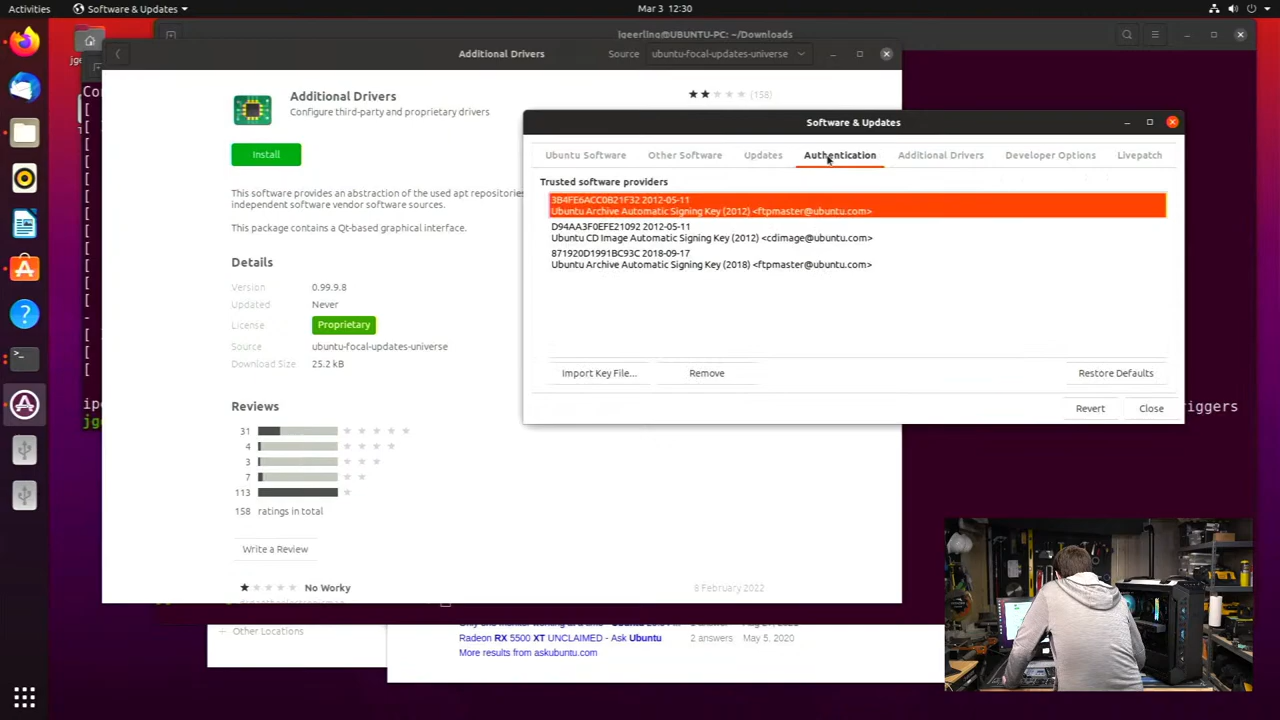 Activities
Software & Updates
Mar 3 12:30
jgeerling@UBUNTU-PC: ~/Downloads
Additional Drivers
Source
ubuntu-focal-updates-universe
Additional Drivers
Configure third-party and proprietary drivers
(158)
Install
This software provides an abstraction of the used apt repositories
independent software vendor software sources.
This package contains a Qt-based graphical interface.
Details
Version 0.99.9.8
Updated Never
License Proprietary
Source ubuntu-focal-updates-universe
Download Size 25.2 kB
Reviews
31
4
3
7
113
158 ratings in total
Write a Review
No Worky
8 February 2022
Software & Updates
Ubuntu Software
Other Software
Updates
Authentication
Additional Drivers
Developer Options
Livepatch
Trusted software providers
3B4FE6ACC0B21F32 2012-05-11
Ubuntu Archive Automatic Signing Key (2012) <ftpmaster@ubuntu.com>
D94AA3F0EFE21092 2012-05-11
Ubuntu CD Image Automatic Signing Key (2012) <cdimage@ubuntu.com>
871920D1991BC93C 2018-09-17
Ubuntu Archive Automatic Signing Key (2018) <ftpmaster@ubuntu.com>
Import Key File...
Remove
Restore Defaults
Revert
Close
riggers
Other Locations
Radeon RX 5500 XT UNCLAIMED - Ask Ubuntu
2 answers
May 5, 2020
More results from askubuntu.com